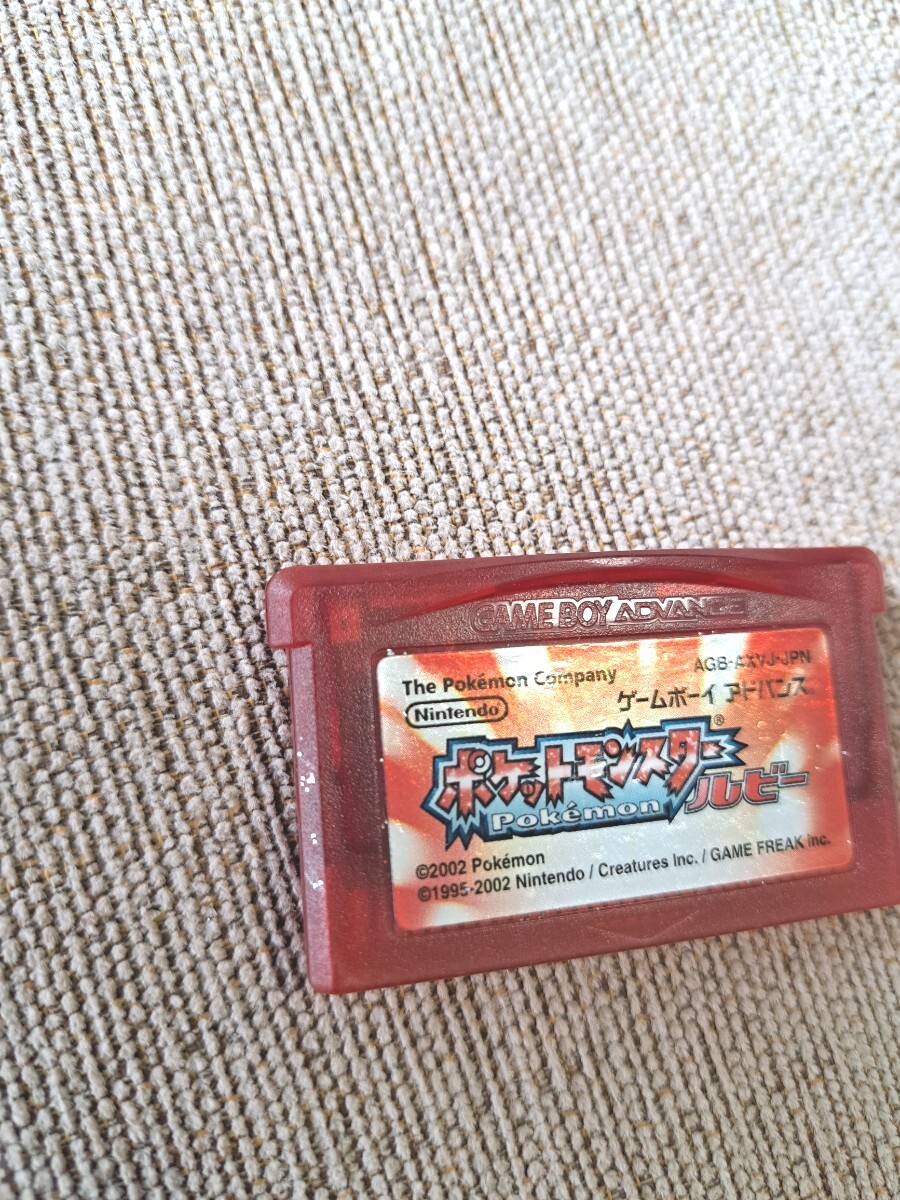 GAME BOY ADVANCE
The Pokémon Company
AGB-AXVJ-JPN
Nintendo
ゲームボーイ アドバンス
ポケットモンスター®
Pokémon
ルビー
©2002 Pokémon
©1995-2002 Nintendo / Creatures Inc. / GAME FREAK inc.